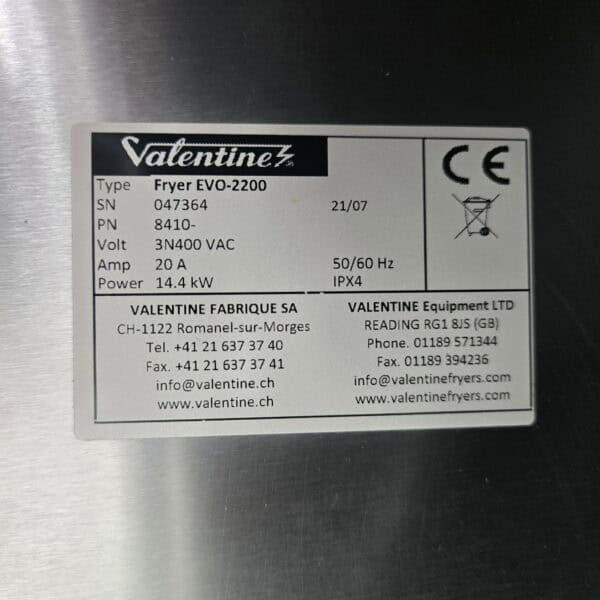 Valentine
CE
Type Fryer EVO-2200
SN 047364 21/07
PN 8410-
Volt 3N400 VAC
Amp 20 A 50/60 Hz
Power 14.4 kW IPX4
VALENTINE FABRIQUE SA
CH-1122 Romanel-sur-Morges
Tel. +41 21 637 37 40
Fax. +41 21 637 37 41
info@valentine.ch
www.valentine.ch
VALENTINE Equipment LTD
READING RG1 8JS (GB)
Phone. 01189 571344
Fax. 01189 394236
info@valentinefryers.com
www.valentinefryers.com